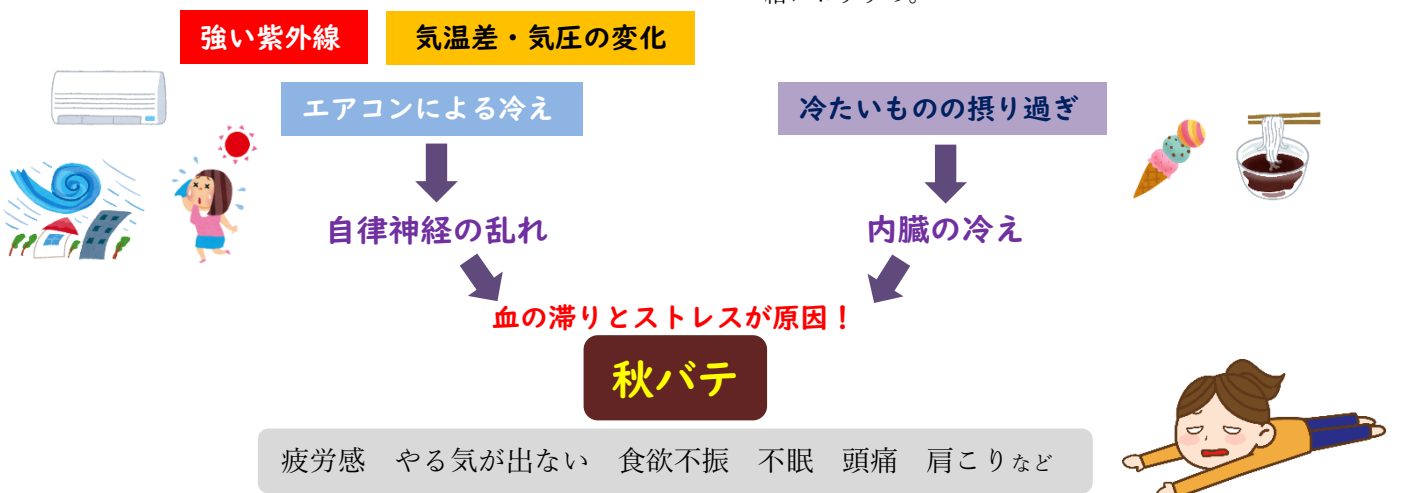 強い紫外線
気温差・気圧の変化
エアコンによる冷え
冷たいものの摂り過ぎ
自律神経の乱れ
内臓の冷え
血の滞りとストレスが原因！
秋バテ
疲労感　やる気が出ない　食欲不振　不眠　頭痛　肩こりなど